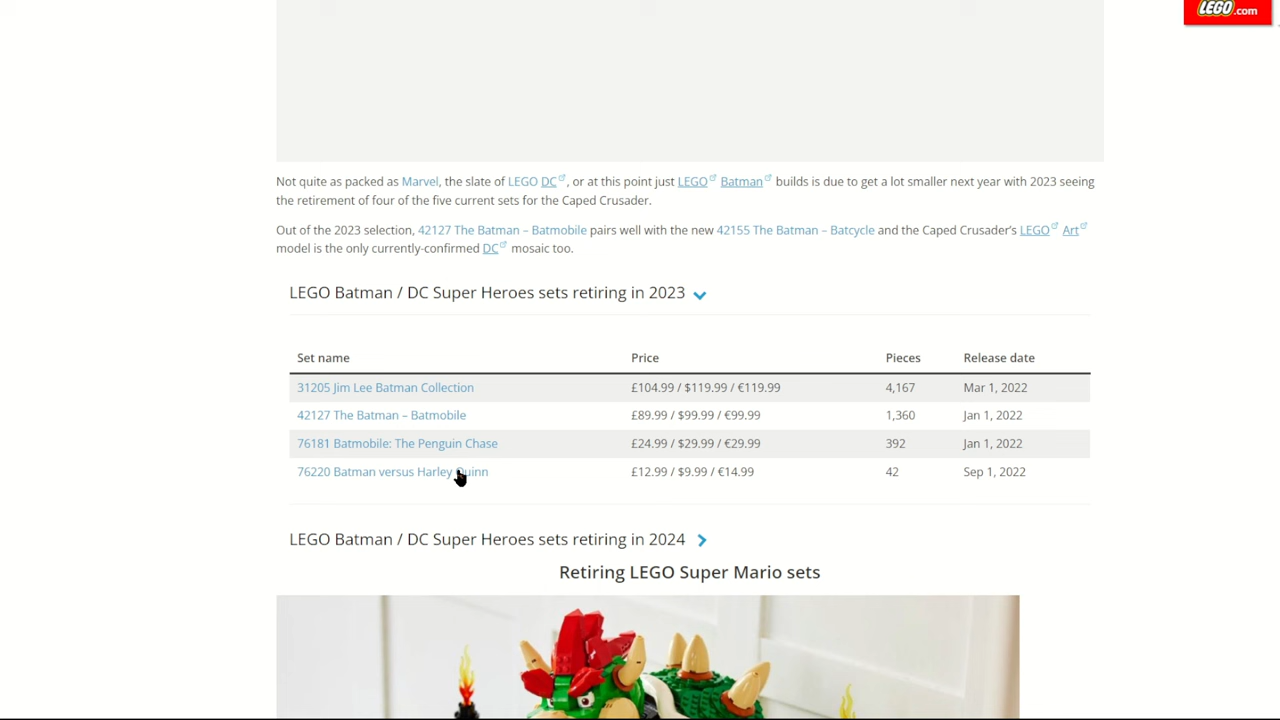 LEGO.com
Not quite as packed as Marvel, the slate of LEGO DC, or at this point just LEGO Batman builds is due to get a lot smaller next year with 2023 seeing
the retirement of four of the five current sets for the Caped Crusader.
Out of the 2023 selection, 42127 The Batman – Batmobile pairs well with the new 42155 The Batman – Batcycle and the Caped Crusader's LEGO Art
model is the only currently-confirmed DC mosaic too.
LEGO Batman / DC Super Heroes sets retiring in 2023
Set name Price Pieces Release date
31205 Jim Lee Batman Collection £104.99 / $119.99 / €119.99 4,167 Mar 1, 2022
42127 The Batman – Batmobile £89.99 / $99.99 / €99.99 1,360 Jan 1, 2022
76181 Batmobile: The Penguin Chase £24.99 / $29.99 / €29.99 392 Jan 1, 2022
76220 Batman versus Harley Quinn £12.99 / $9.99 / €14.99 42 Sep 1, 2022
LEGO Batman / DC Super Heroes sets retiring in 2024
Retiring LEGO Super Mario sets